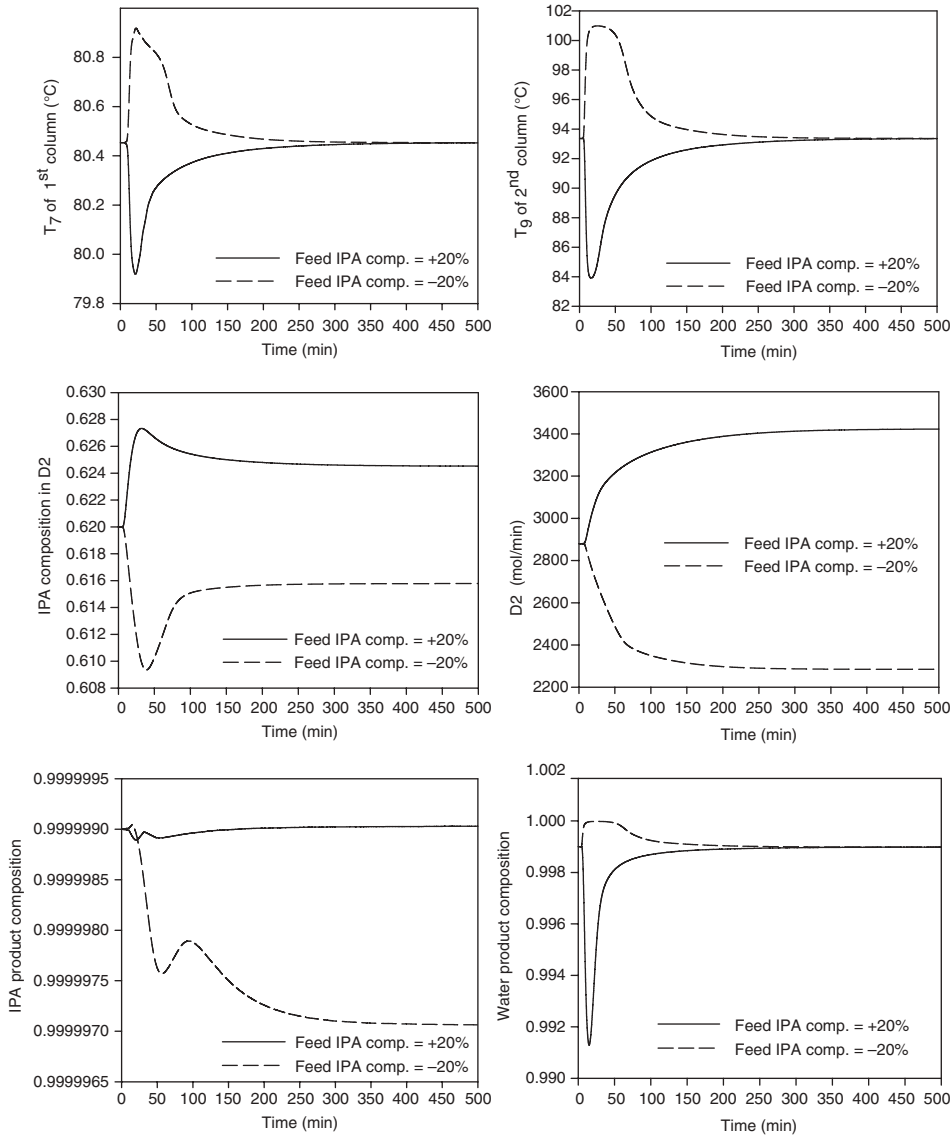 80.8
80.6
80.4
80.2
80.0
79.8
T7 of 1st column (°C)
Feed IPA comp. = +20%
Feed IPA comp. = –20%
0 50 100 150 200 250 300 350 400 450 500
Time (min)
102
100
98
96
94
92
90
88
86
84
82
T9 of 2nd column (°C)
Feed IPA comp. = +20%
Feed IPA comp. = –20%
0 50 100 150 200 250 300 350 400 450 500
Time (min)
0.630
0.628
0.626
0.624
0.622
0.620
0.618
0.616
0.614
0.612
0.610
0.608
IPA composition in D2
Feed IPA comp. = +20%
Feed IPA comp. = –20%
0 50 100 150 200 250 300 350 400 450 500
Time (min)
3600
3400
3200
3000
2800
2600
2400
2200
D2 (mol/min)
Feed IPA comp. = +20%
Feed IPA comp. = –20%
0 50 100 150 200 250 300 350 400 450 500
Time (min)
0.9999995
0.9999990
0.9999985
0.9999980
0.9999975
0.9999970
0.9999965
IPA product composition
Feed IPA comp. = +20%
Feed IPA comp. = –20%
0 50 100 150 200 250 300 350 400 450 500
Time (min)
1.002
1.000
0.998
0.996
0.994
0.992
0.990
Water product composition
Feed IPA comp. = +20%
Feed IPA comp. = –20%
0 50 100 150 200 250 300 350 400 450 500
Time (min)